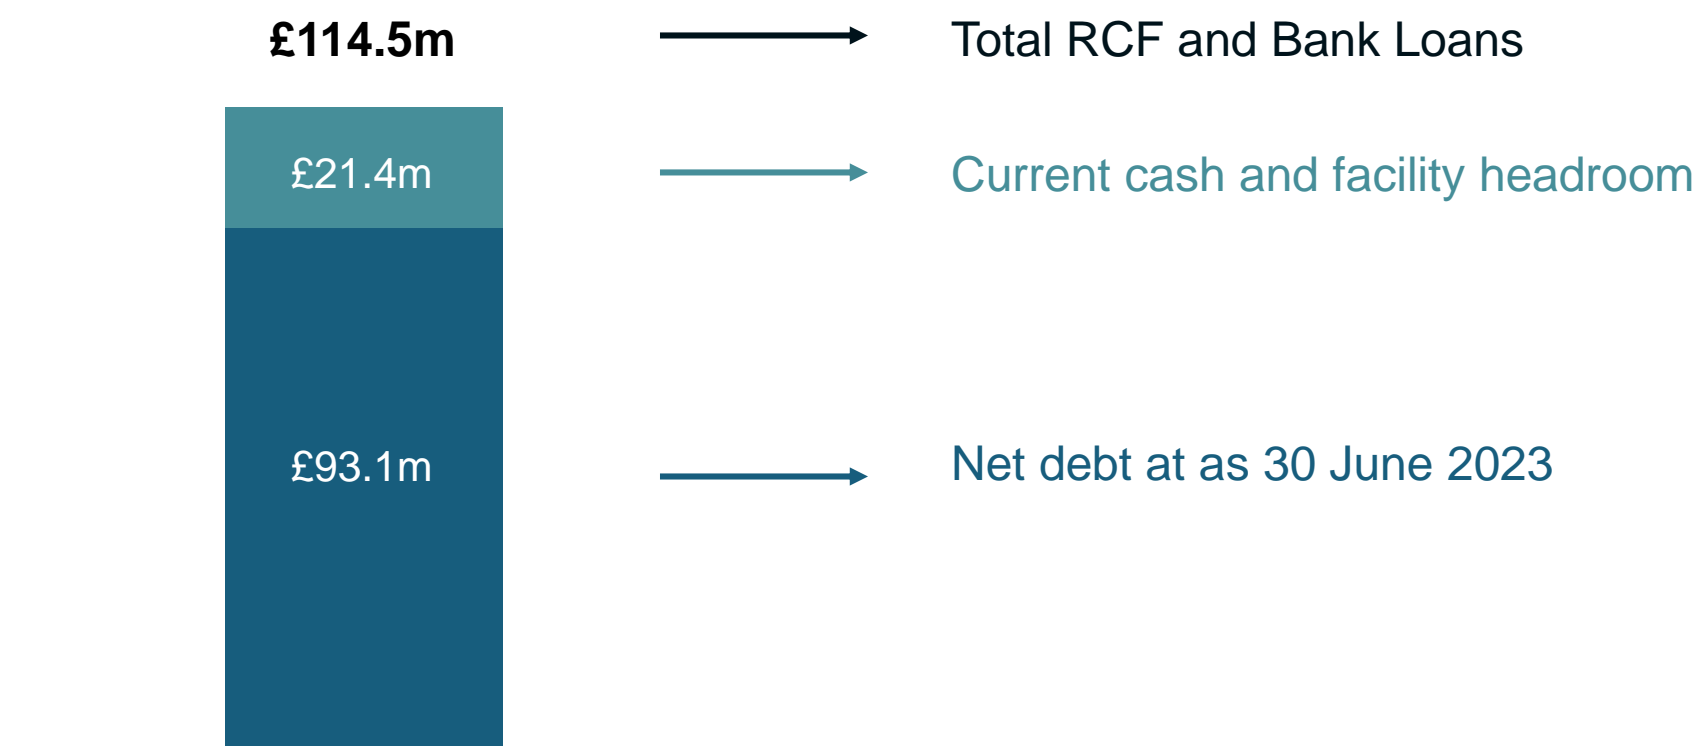 £114.5m
Total RCF and Bank Loans
£21.4m
Current cash and facility headroom
£93.1m
Net debt at as 30 June 2023